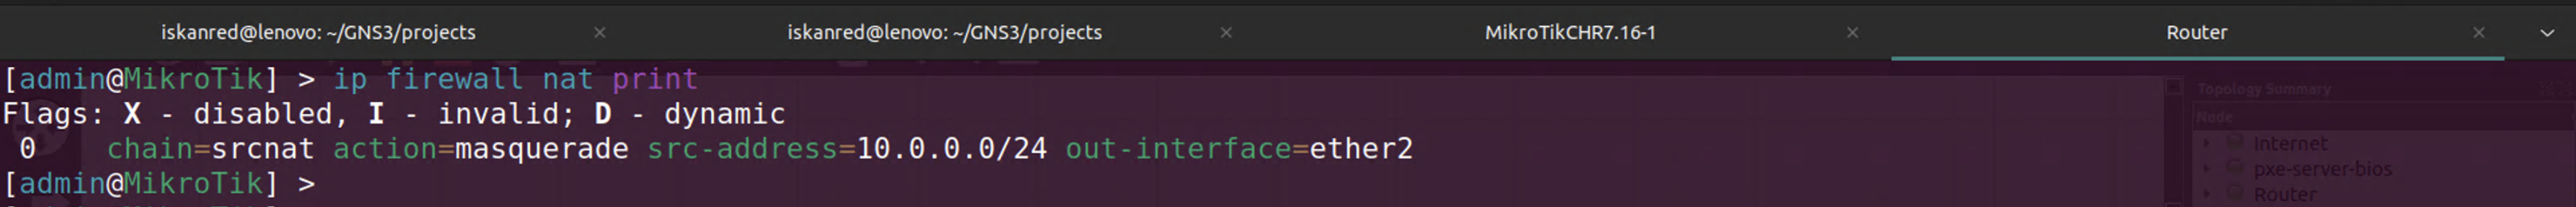 iskanred@lenovo: ~/GNS3/projects × iskanred@lenovo: ~/GNS3/projects × MikroTikCHR7.16-1 × Router ×
[admin@MikroTik] > ip firewall nat print
Flags: X - disabled, I - invalid; D - dynamic
0 chain=srcnat action=masquerade src-address=10.0.0.0/24 out-interface=ether2
[admin@MikroTik] >
Topology Summary
Node
Internet
pxe-server-bios
Router